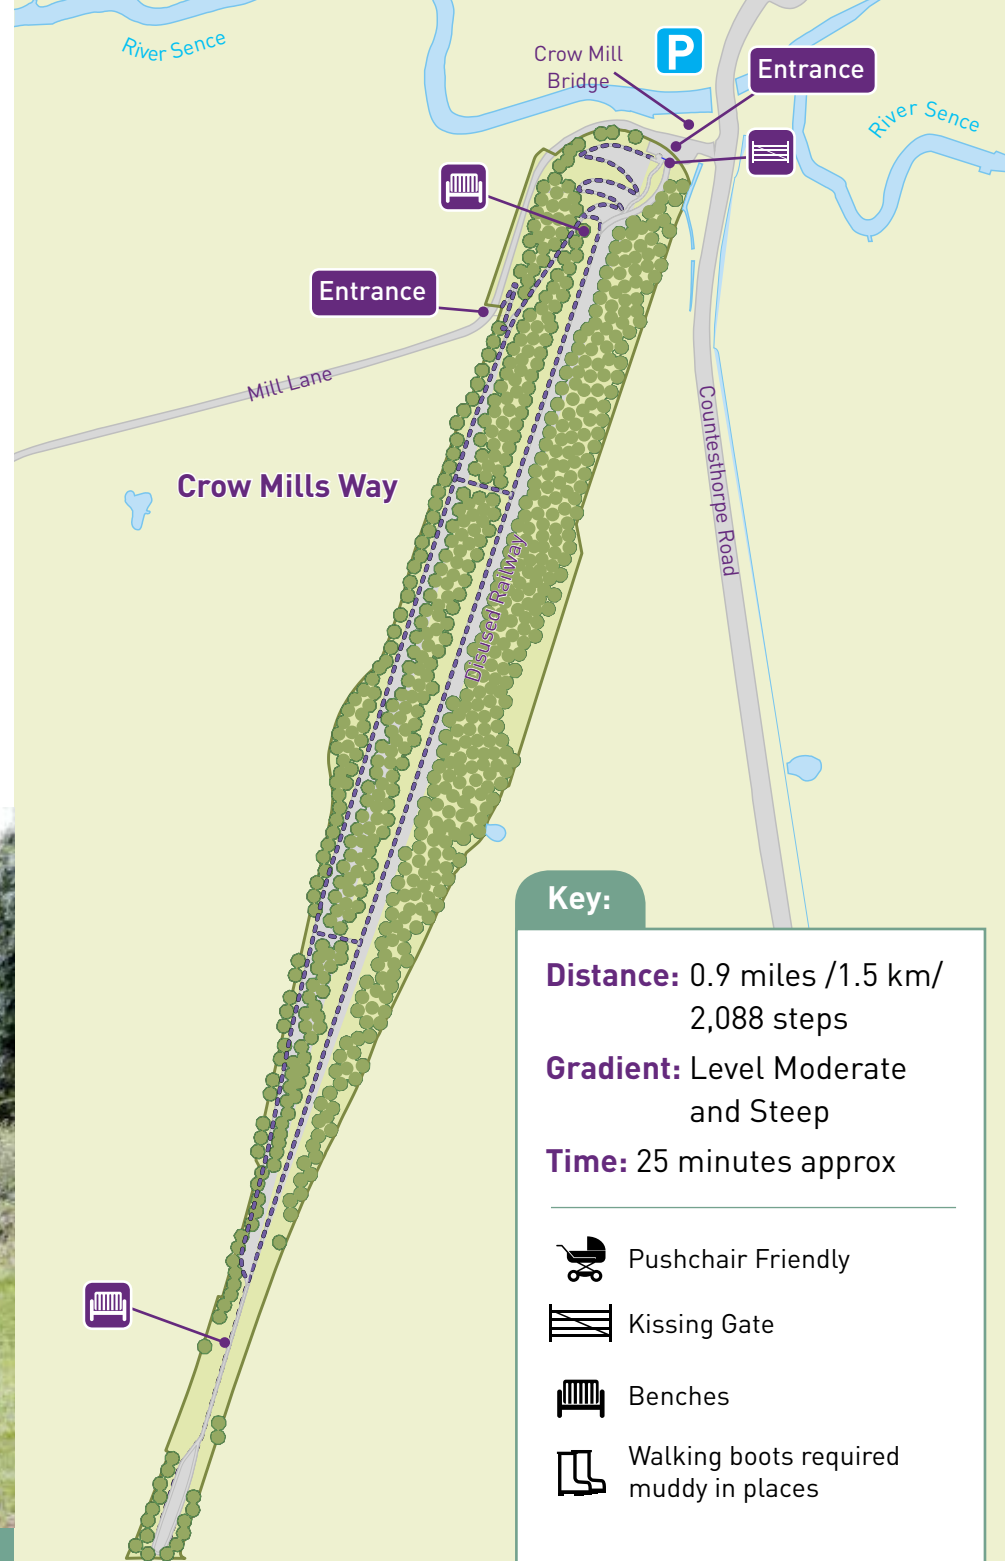 River Sence
Crow Mill
Bridge
P
Entrance
River Sence
Entrance
Mill Lane
Countesthorpe Road
Crow Mills Way
Disused Railway
Key:
Distance: 0.9 miles /1.5 km/
2,088 steps
Gradient: Level Moderate
and Steep
Time: 25 minutes approx
Pushchair Friendly
Kissing Gate
Benches
Walking boots required
muddy in places